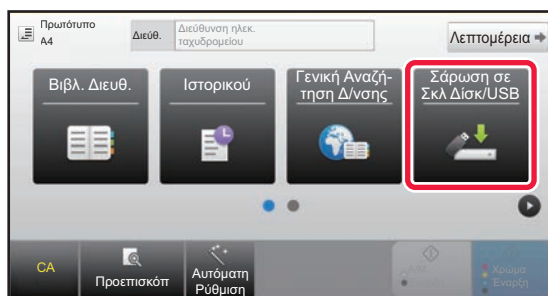 Πρωτότυπο
A4
Διεύθ.
Διεύθυνση ηλεκ.
ταχυδρομείου
Λεπτομέρεια
Βιβλ. Διευθ.
Ιστορικού
Γενική Αναζή-
τηση Δ/νσης
Σάρωση σε
Σκλ Δίσκ/USB
CA
Προεπισκόπ
Αυτόματη
Ρύθμιση
Χρώμα
Έναρξη